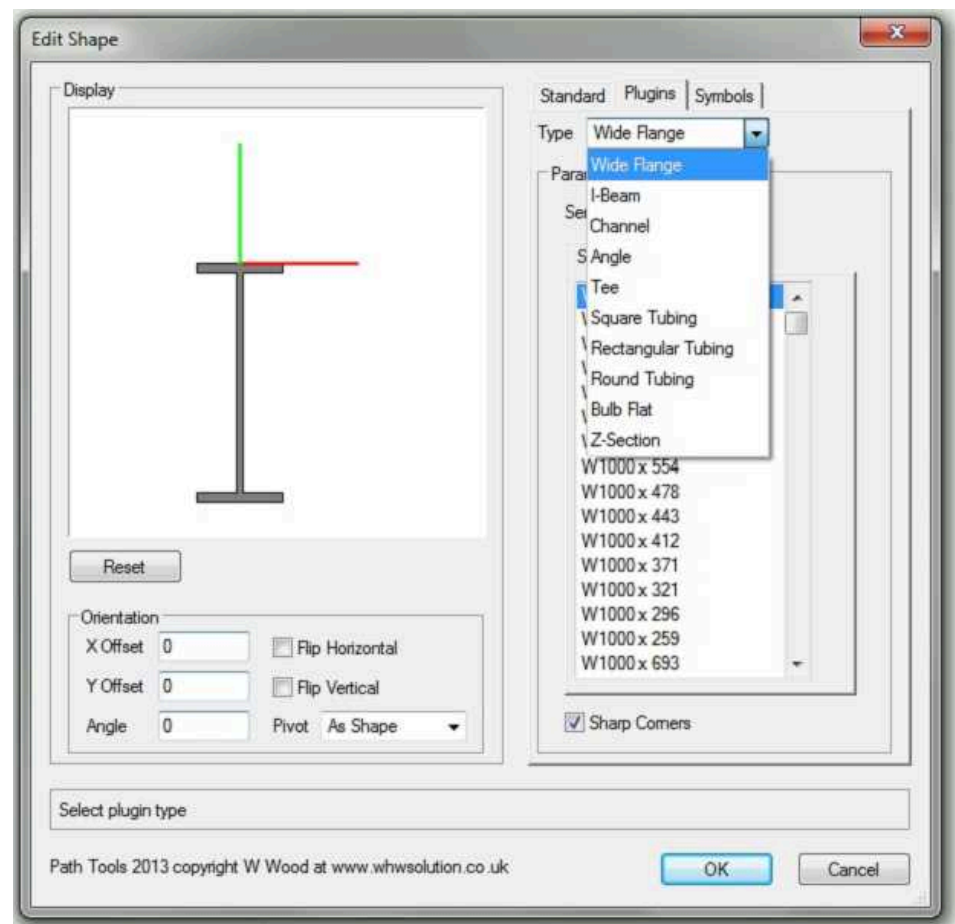 Edit Shape
Display
Standard Plugins Symbols
Type Wide Flange
Wide Flange
I-Beam
Channel
Angle
Tee
Square Tubing
Rectangular Tubing
Round Tubing
Bulb Flat
Z-Section
W1000 x 554
W1000 x 478
W1000 x 443
W1000 x 412
W1000 x 371
W1000 x 321
W1000 x 296
W1000 x 259
W1000 x 693
Sharp Corners
Reset
Orientation
X Offset 0 Flip Horizontal
Y Offset 0 Flip Vertical
Angle 0 Pivot As Shape
Select plugin type
Path Tools 2013 copyright W Wood at www.whwsolution.co.uk
OK Cancel